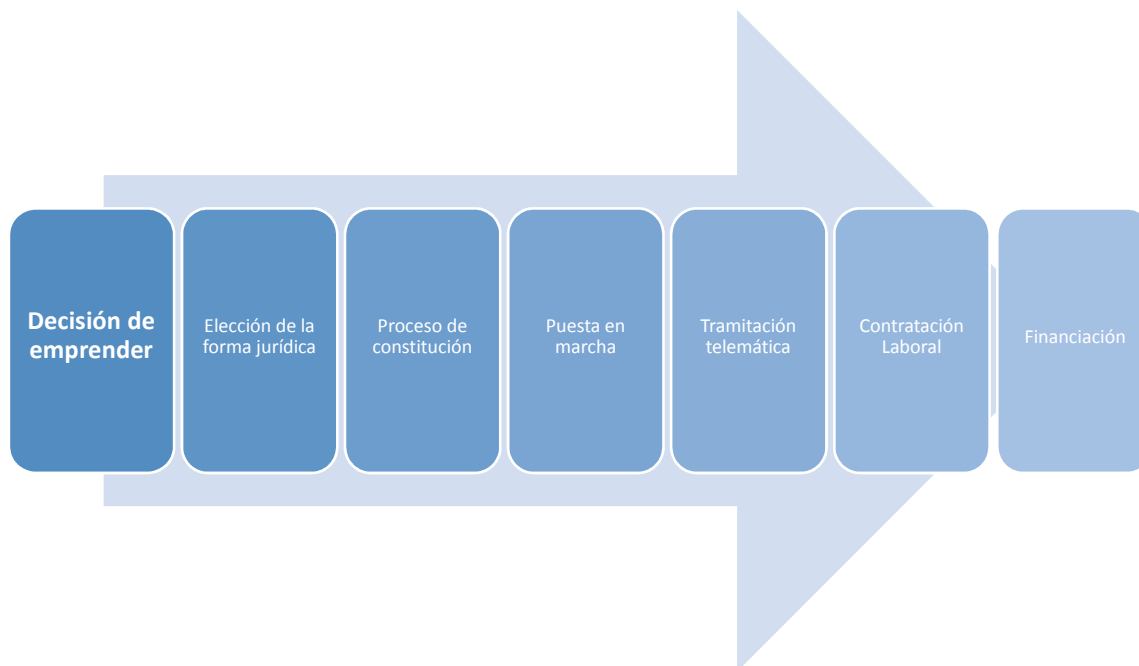 Decisión de
emprender
Elección de la
forma jurídica
Proceso de
constitución
Puesta en
marcha
Tramitación
telemática
Contratación
Laboral
Financiación